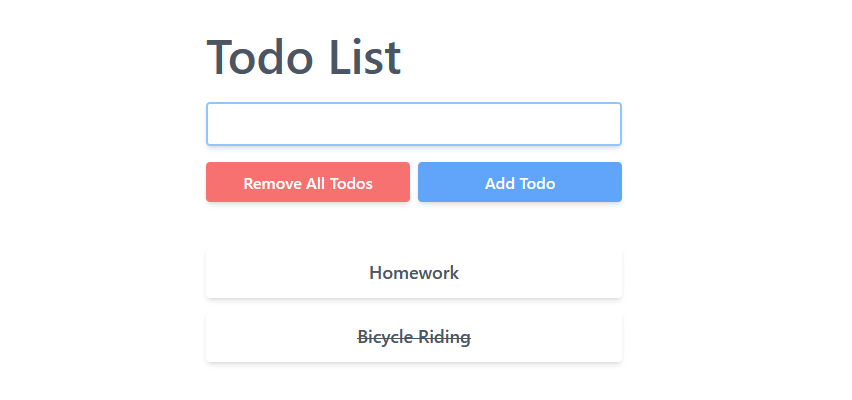 Todo List
Remove All Todos
Add Todo
Homework
Bicycle Riding